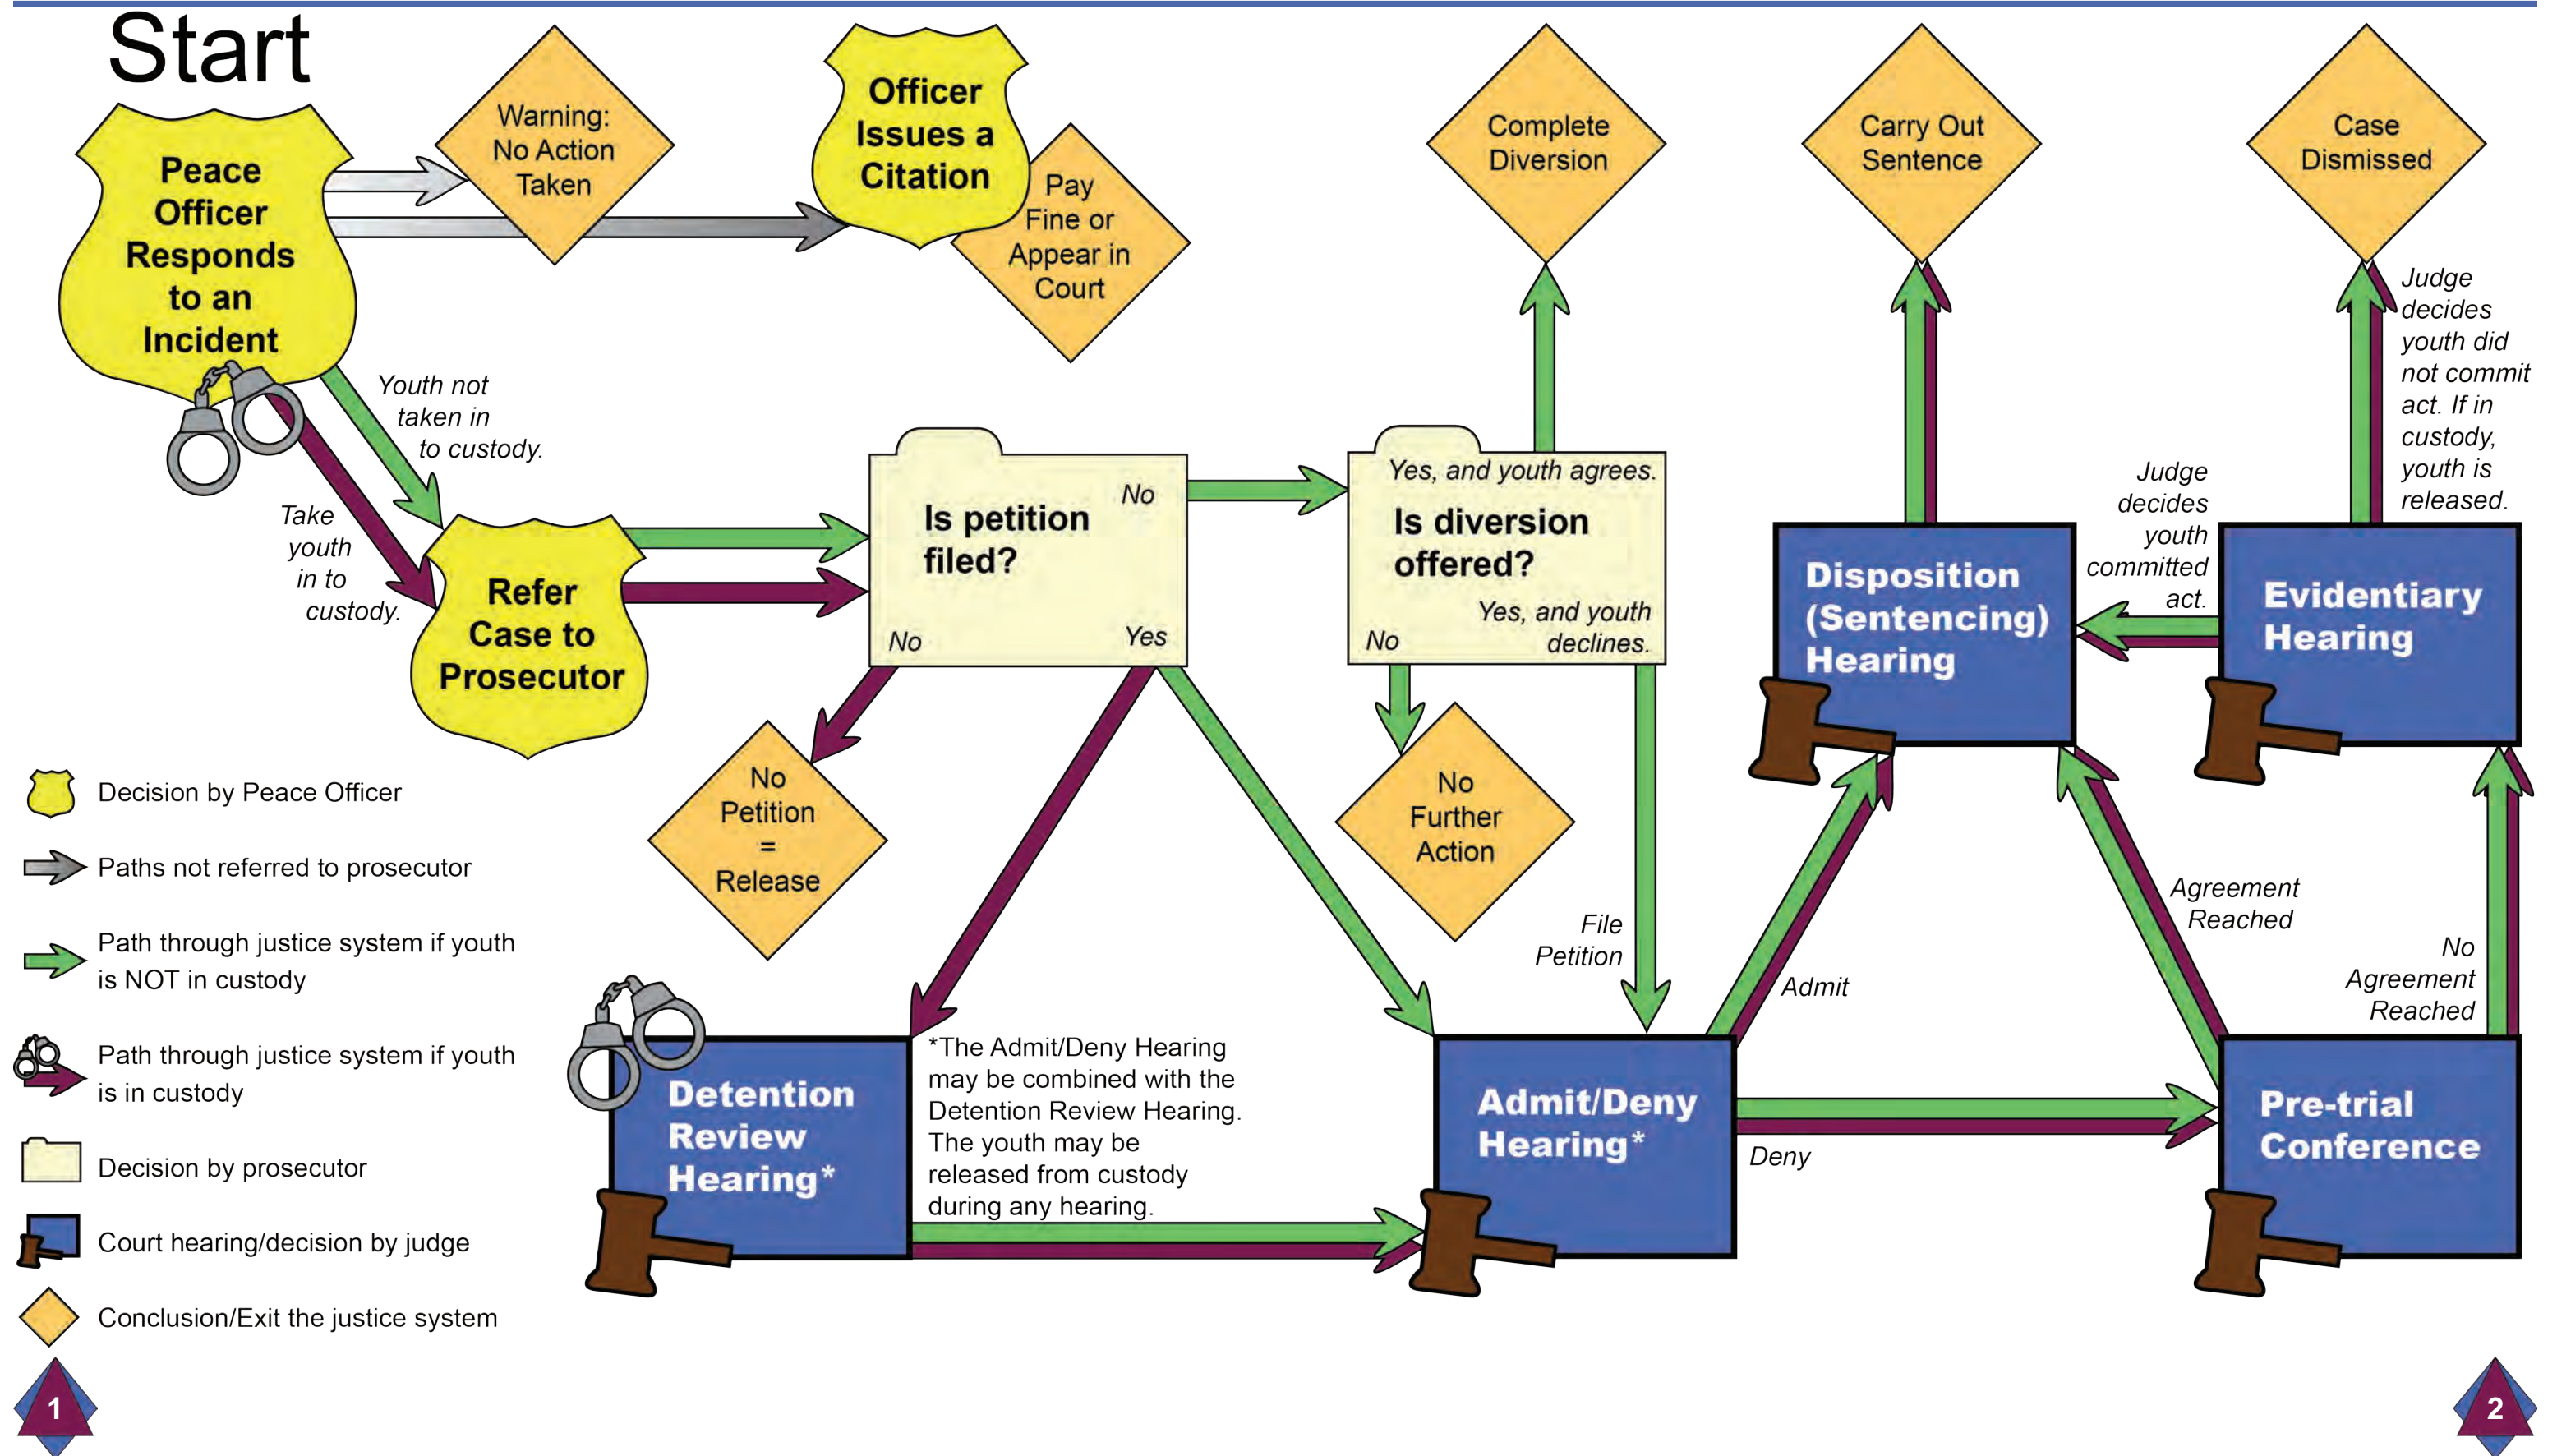 Start
Peace
Officer
Responds
to an
Incident
Warning:
No Action
Taken
Officer
Issues a
Citation
Pay
Fine or
Appear in
Court
Youth not
taken in
to custody.
Take
youth
in to
custody.
Refer
Case to
Prosecutor
Is petition
filed?
No
No
Yes
No
Petition
=
Release
Complete
Diversion
Yes, and youth agrees.
Is diversion
offered?
Yes, and youth
declines.
No
No
Further
Action
File
Petition
Carry Out
Sentence
Case
Dismissed
Judge
decides
youth did
not commit
act. If in
custody,
youth is
released.
Judge
decides
youth
committed
act.
Disposition
(Sentencing)
Hearing
Evidentiary
Hearing
Agreement
Reached
No
Agreement
Reached
Admit
Detention
Review
Hearing*
*The Admit/Deny Hearing
may be combined with the
Detention Review Hearing.
The youth may be
released from custody
during any hearing.
Admit/Deny
Hearing*
Deny
Pre-trial
Conference
Decision by Peace Officer
Paths not referred to prosecutor
Path through justice system if youth
is NOT in custody
Path through justice system if youth
is in custody
Decision by prosecutor
Court hearing/decision by judge
Conclusion/Exit the justice system
1
2